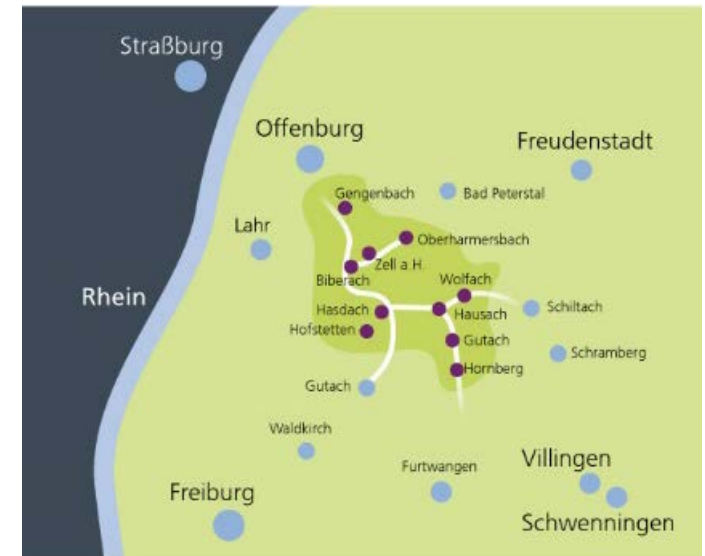 Straßburg
Offenburg
Freudenstadt
Gengenbach
Bad Peterstal
Lahr
Oberharmersbach
Zell a H.
Biberach
Wolfach
Rhein
Hasdach
Hausach
Schiltach
Hofstetten
Gutach
Schramberg
Hornberg
Gutach
Waldkirch
Furtwangen
Villingen
Freiburg
Schwenningen